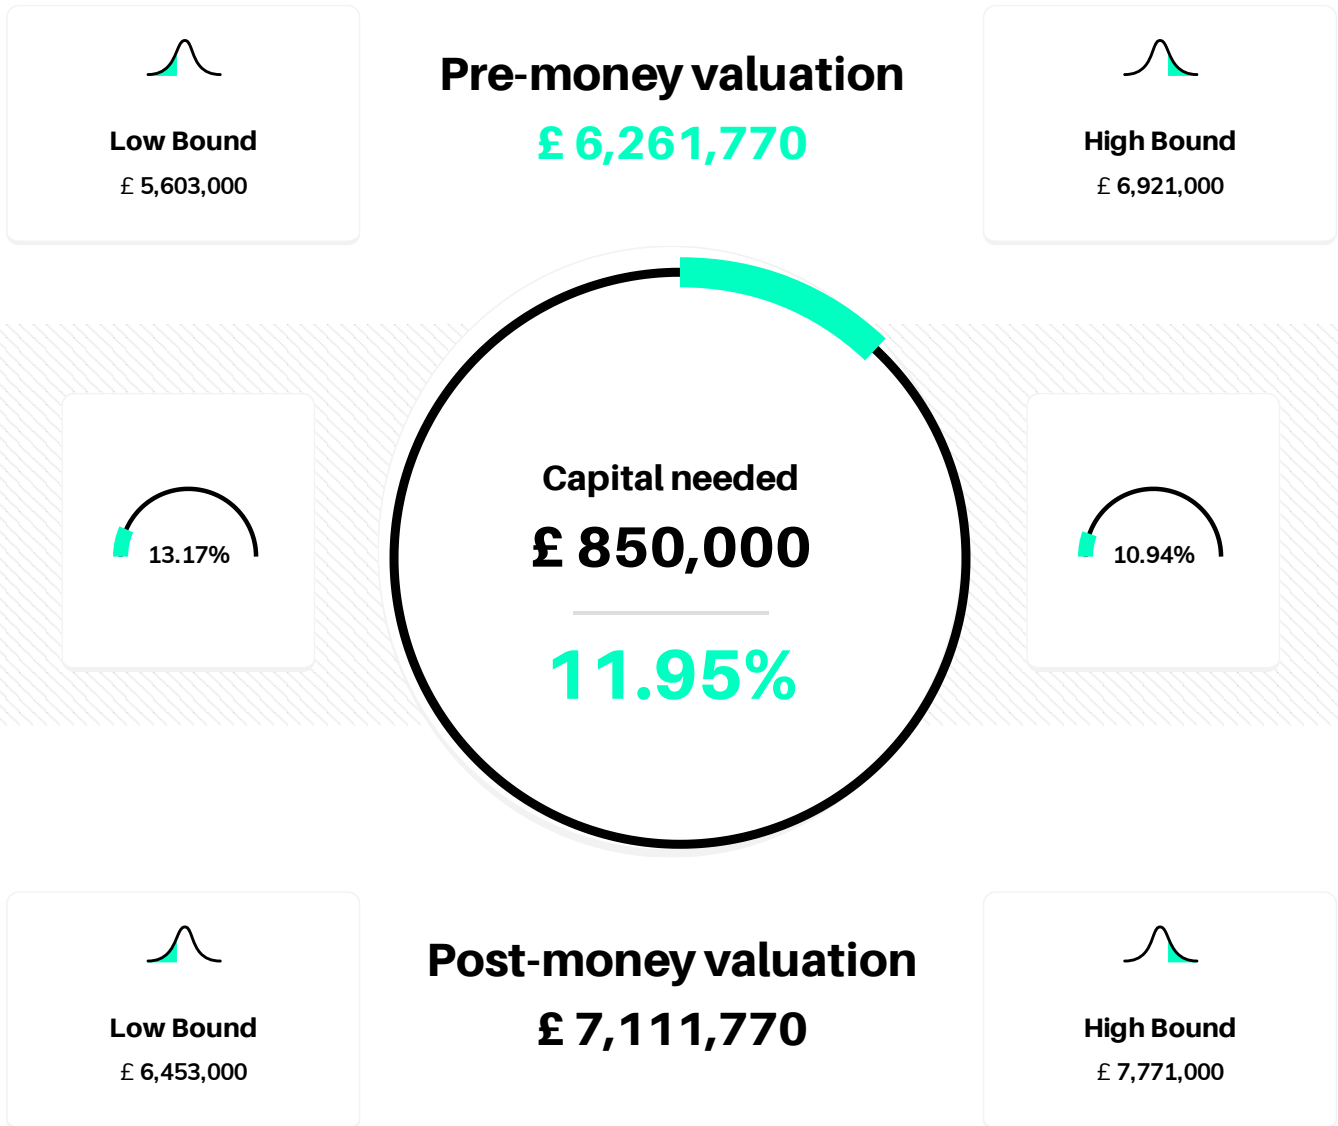 Pre-money valuation
£ 6,261,770
Low Bound
£ 5,603,000
High Bound
£ 6,921,000
13.17%
Capital needed
£ 850,000
11.95%
10.94%
Post-money valuation
£ 7,111,770
Low Bound
£ 6,453,000
High Bound
£ 7,771,000